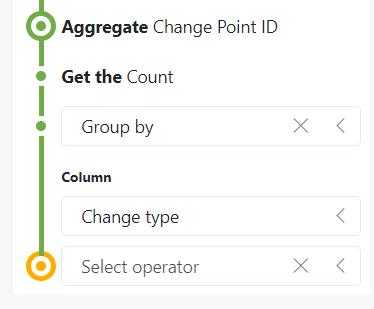 Aggregate Change Point ID
Get the Count
Group by
Column
Change type
Select operator